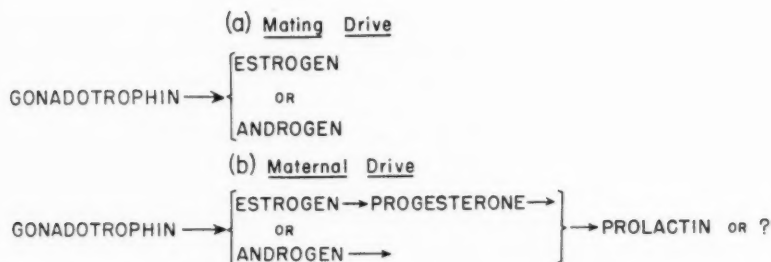 (a) Mating Drive
ESTROGEN
GONADOTROPHIN → OR
ANDROGEN
(b) Maternal Drive
ESTROGEN → PROGESTERONE →
GONADOTROPHIN → OR → PROLACTIN OR ?
ANDROGEN →